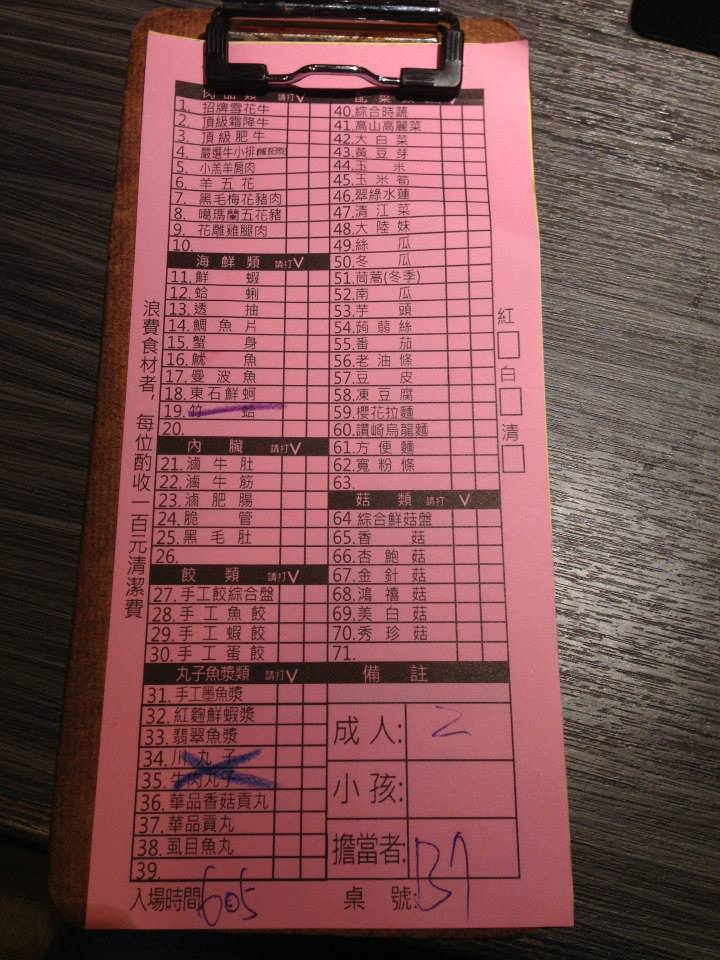 肉品類 請打V
1. 招牌雪花牛
2. 頂級霜降牛
3. 頂級肥牛
4. 嚴選牛小排
5. 小羔羊肩肉
6. 羊五花
7. 黑毛梅花豬肉
8. 噶瑪蘭五花豬
9. 花雕雞腿肉
10.
海鮮類 請打V
11. 鮮蝦
12. 蛤蜊
13. 透抽
14. 鯛魚片
15. 蟹身
16. 魷魚
17. 曼波魚
18. 東石鮮蚵
19. 竹蛤
20.
內臟 請打V
21. 滷牛肚
22. 滷牛筋
23. 滷肥腸
24. 脆管
25. 黑毛肚
26.
餃類 請打V
27. 手工餃綜合盤
28. 手工魚餃
29. 手工蝦餃
30. 手工蛋餃
丸子魚漿類 請打V
31. 手工墨魚漿
32. 紅麴鮮蝦漿
33. 翡翠魚漿
34. 川丸子
35. 牛肉丸子
36. 華品香菇貢丸
37. 華品貢丸
38. 虱目魚丸
39.
配菜類
40. 綜合時蔬
41. 高山高麗菜
42. 大白菜
43. 黃豆芽
44. 玉米
45. 玉米筍
46. 翠綠水蓮
47. 清江菜
48. 大陸妹
49. 絲瓜
50. 冬瓜
51. 茼蒿(冬季)
52. 南瓜
53. 芋頭
54. 蒟蒻絲
55. 番茄
56. 老油條
57. 豆皮
58. 凍豆腐
59. 櫻花拉麵
60. 讚崎烏龍麵
61. 方便麵
62. 寬粉條
63.
菇類 請打V
64 綜合鮮菇盤
65. 香菇
66. 杏鮑菇
67. 金針菇
68. 鴻禧菇
69. 美白菇
70. 秀珍菇
71.
備註
成人: 2
小孩:
擔當者:
入場時間: 605
桌號: B7
浪費食材者，每位酌收一百元清潔費
紅
白
清